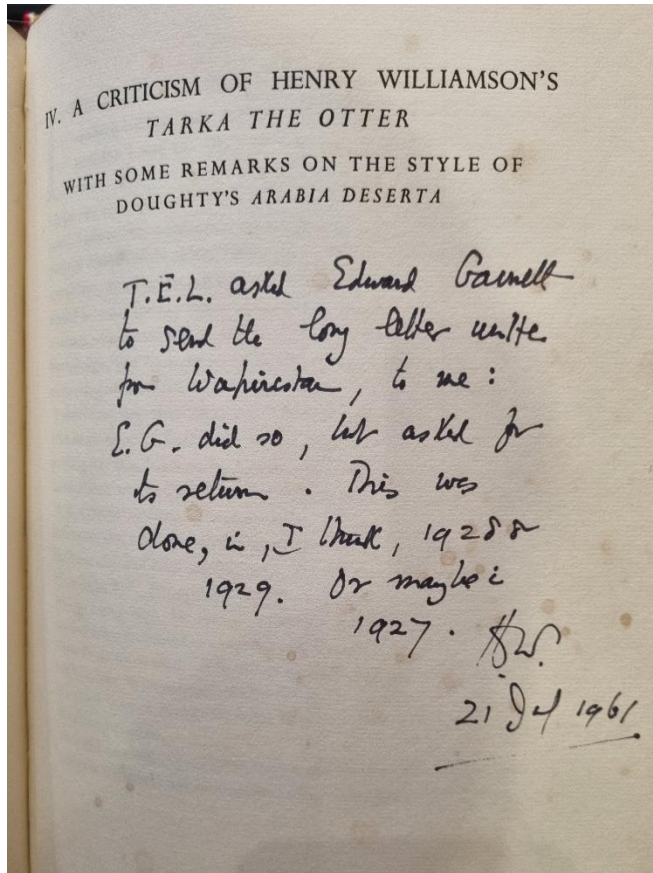 IV. A CRITICISM OF HENRY WILLIAMSON'S
TARKA THE OTTER
WITH SOME REMARKS ON THE STYLE OF
DOUGHTY'S ARABIA DESERTA
T.E.L. asked Edward Garnett
to send the long letter written
from Waziristan, to me:
E.G. did so, but asked for
its return. This was
done, in, I think, 1928 or
1929. Or maybe in
1927. HW.
21 Jul 1961